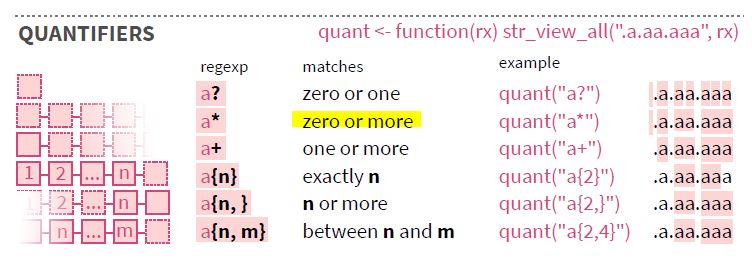 QUANTIFIERS quant <- function(rx) str_view_all(".a.aa.aaa", rx)
regexp matches example
a? zero or one quant("a?") .a.aa.aaa
a* zero or more quant("a*") .a.aa.aaa
a+ one or more quant("a+") .a.aa.aaa
1 2 ... n a{n} exactly n quant("a{2}") .a.aa.aaa
1 2 ... n a{n, } n or more quant("a{2,}") .a.aa.aaa
n ... m a{n, m} between n and m quant("a{2,4}") .a.aa.aaa